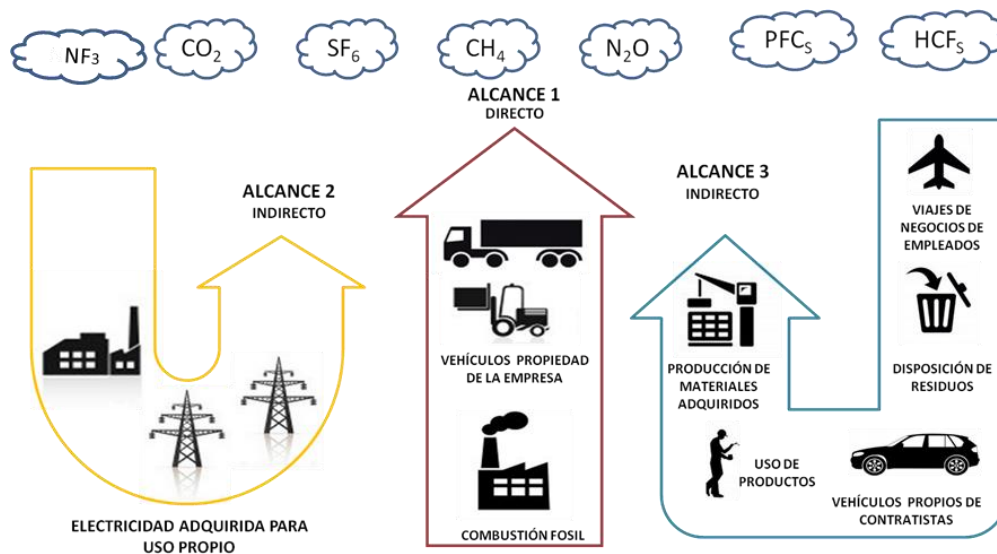 NF₃
CO₂
SF₆
CH₄
N₂O
PFCₛ
HCFₛ
ALCANCE 1
DIRECTO
ALCANCE 2
INDIRECTO
ALCANCE 3
INDIRECTO
VIAJES DE
NEGOCIOS DE
EMPLEADOS
VEHÍCULOS PROPIEDAD
DE LA EMPRESA
PRODUCCIÓN DE
MATERIALES
ADQUIRIDOS
DISPOSICIÓN DE
RESIDUOS
USO DE
PRODUCTOS
VEHÍCULOS PROPIOS DE
CONTRATISTAS
ELECTRICIDAD ADQUIRIDA PARA
USO PROPIO
COMBUSTIÓN FOSIL